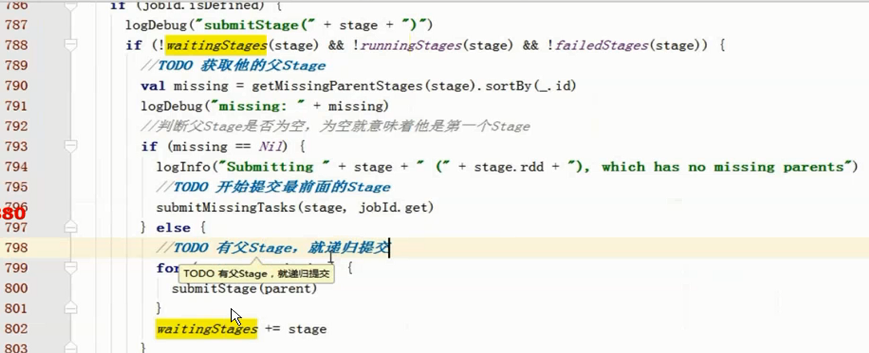 786 if (jobId.isDefined) {
787 logDebug("submitStage(" + stage + ")")
788 if (!waitingStages(stage) && !runningStages(stage) && !failedStages(stage)) {
789 //TODO 获取他的父Stage
790 val missing = getMissingParentStages(stage).sortBy(_.id)
791 logDebug("missing: " + missing)
792 //判断父Stage是否为空，为空就意味着他是第一个Stage
793 if (missing == Nil) {
794 logInfo("Submitting " + stage + " (" + stage.rdd + "), which has no missing parents")
795 //TODO 开始提交最前面的Stage
796 submitMissingTasks(stage, jobId.get)
797 } else {
798 //TODO 有父Stage，就递归提交
799 for {
TODO 有父Stage，就递归提交
800 submitStage(parent)
801 }
802 waitingStages += stage
803 }